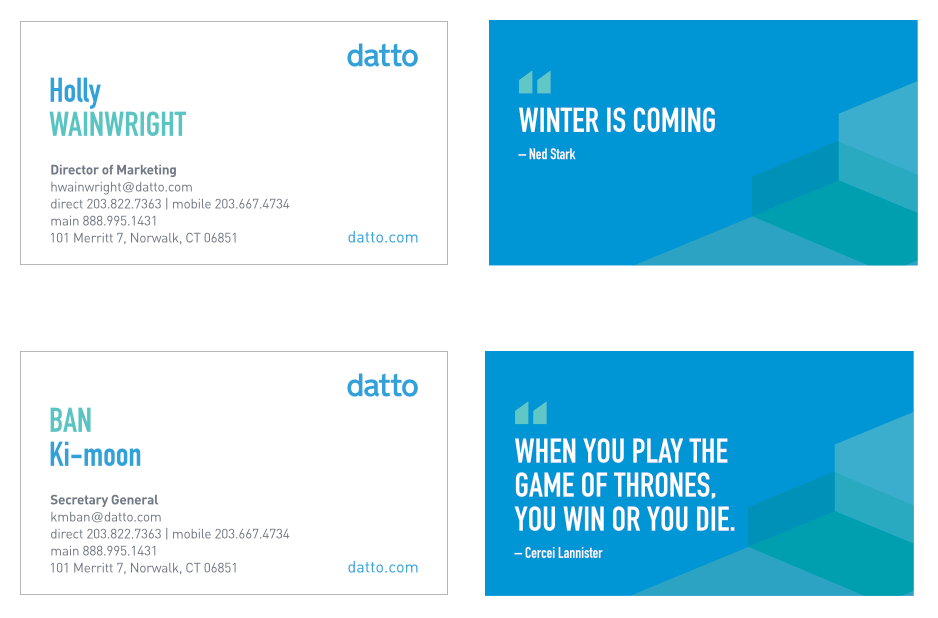 datto
Holly
WAINWRIGHT
Director of Marketing
hwainwright@datto.com
direct 203.822.7363 | mobile 203.667.4734
main 888.995.1431
101 Merritt 7, Norwalk, CT 06851
datto.com
WINTER IS COMING
– Ned Stark
datto
BAN
Ki-moon
Secretary General
kmban@datto.com
direct 203.822.7363 | mobile 203.667.4734
main 888.995.1431
101 Merritt 7, Norwalk, CT 06851
datto.com
WHEN YOU PLAY THE
GAME OF THRONES,
YOU WIN OR YOU DIE.
– Cercei Lannister